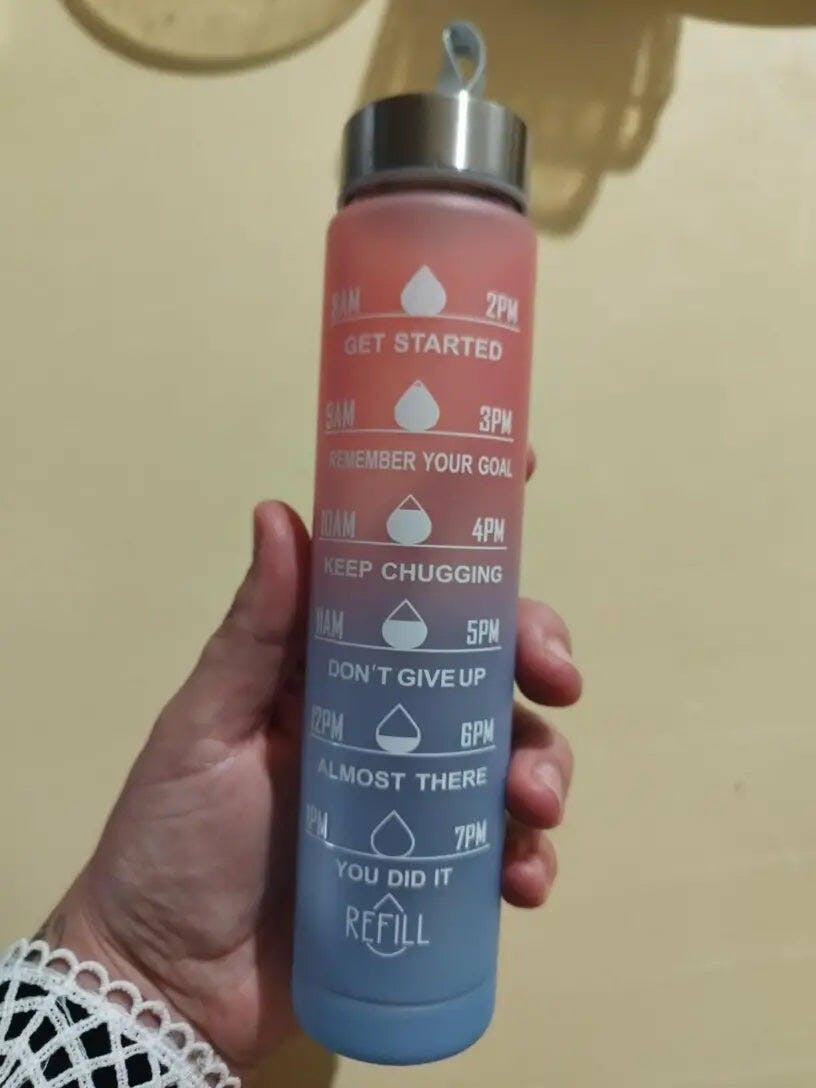 8AM 2PM
GET STARTED
9AM 3PM
REMEMBER YOUR GOAL
10AM 4PM
KEEP CHUGGING
11AM 5PM
DON'T GIVE UP
12PM 6PM
ALMOST THERE
1PM 7PM
YOU DID IT
REFILL